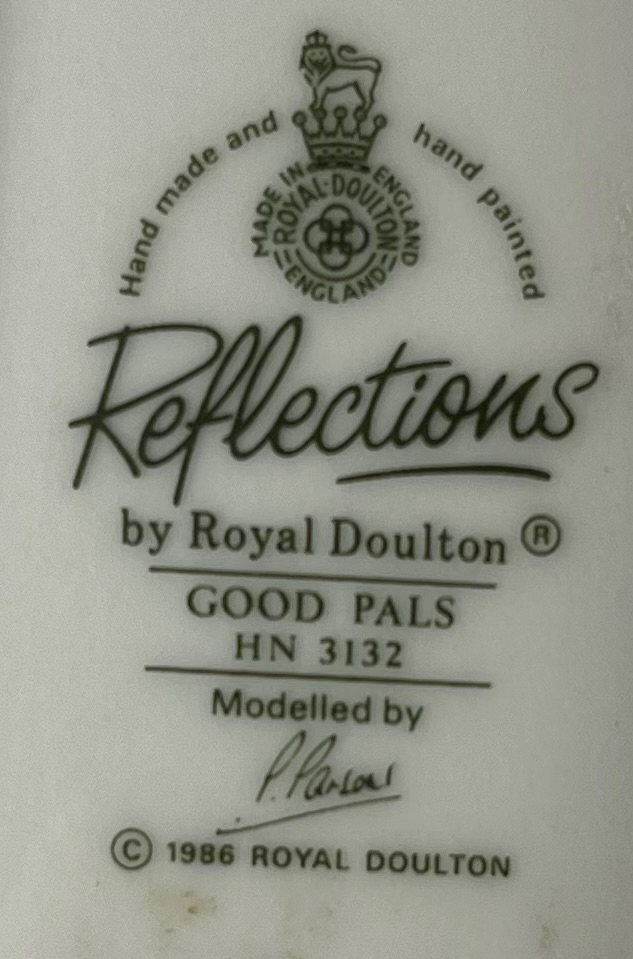 Hand made and hand painted
MADE IN ENGLAND
ROYAL·DOULTON
ENGLAND
Reflections
by Royal Doulton ®
GOOD PALS
HN 3132
Modelled by
P. Parsons
© 1986 ROYAL DOULTON